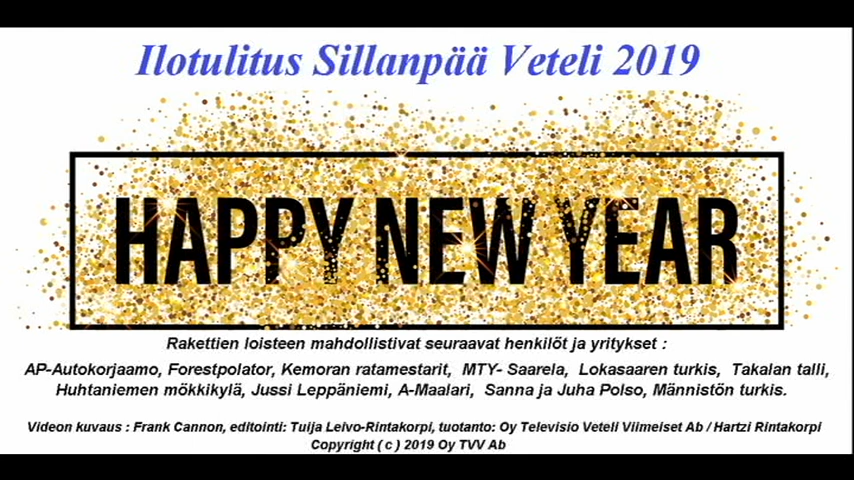 Ilotulitus Sillanpää Veteli 2019
HAPPY NEW YEAR
Rakettien loisteen mahdollistivat seuraavat henkilöt ja yritykset :
AP-Autokorjaamo, Forestpolator, Kemoran ratamestarit, MTY- Saarela, Lokasaaren turkis, Takalan talli,
Huhtaniemen mökkikylä, Jussi Leppäniemi, A-Maalari, Sanna ja Juha Polso, Männistön turkis.
Videon kuvaus : Frank Cannon, editointi: Tuija Leivo-Rintakorpi, tuotanto: Oy Televisio Veteli Viimeiset Ab / Hartzi Rintakorpi
Copyright ( c ) 2019 Oy TVV Ab